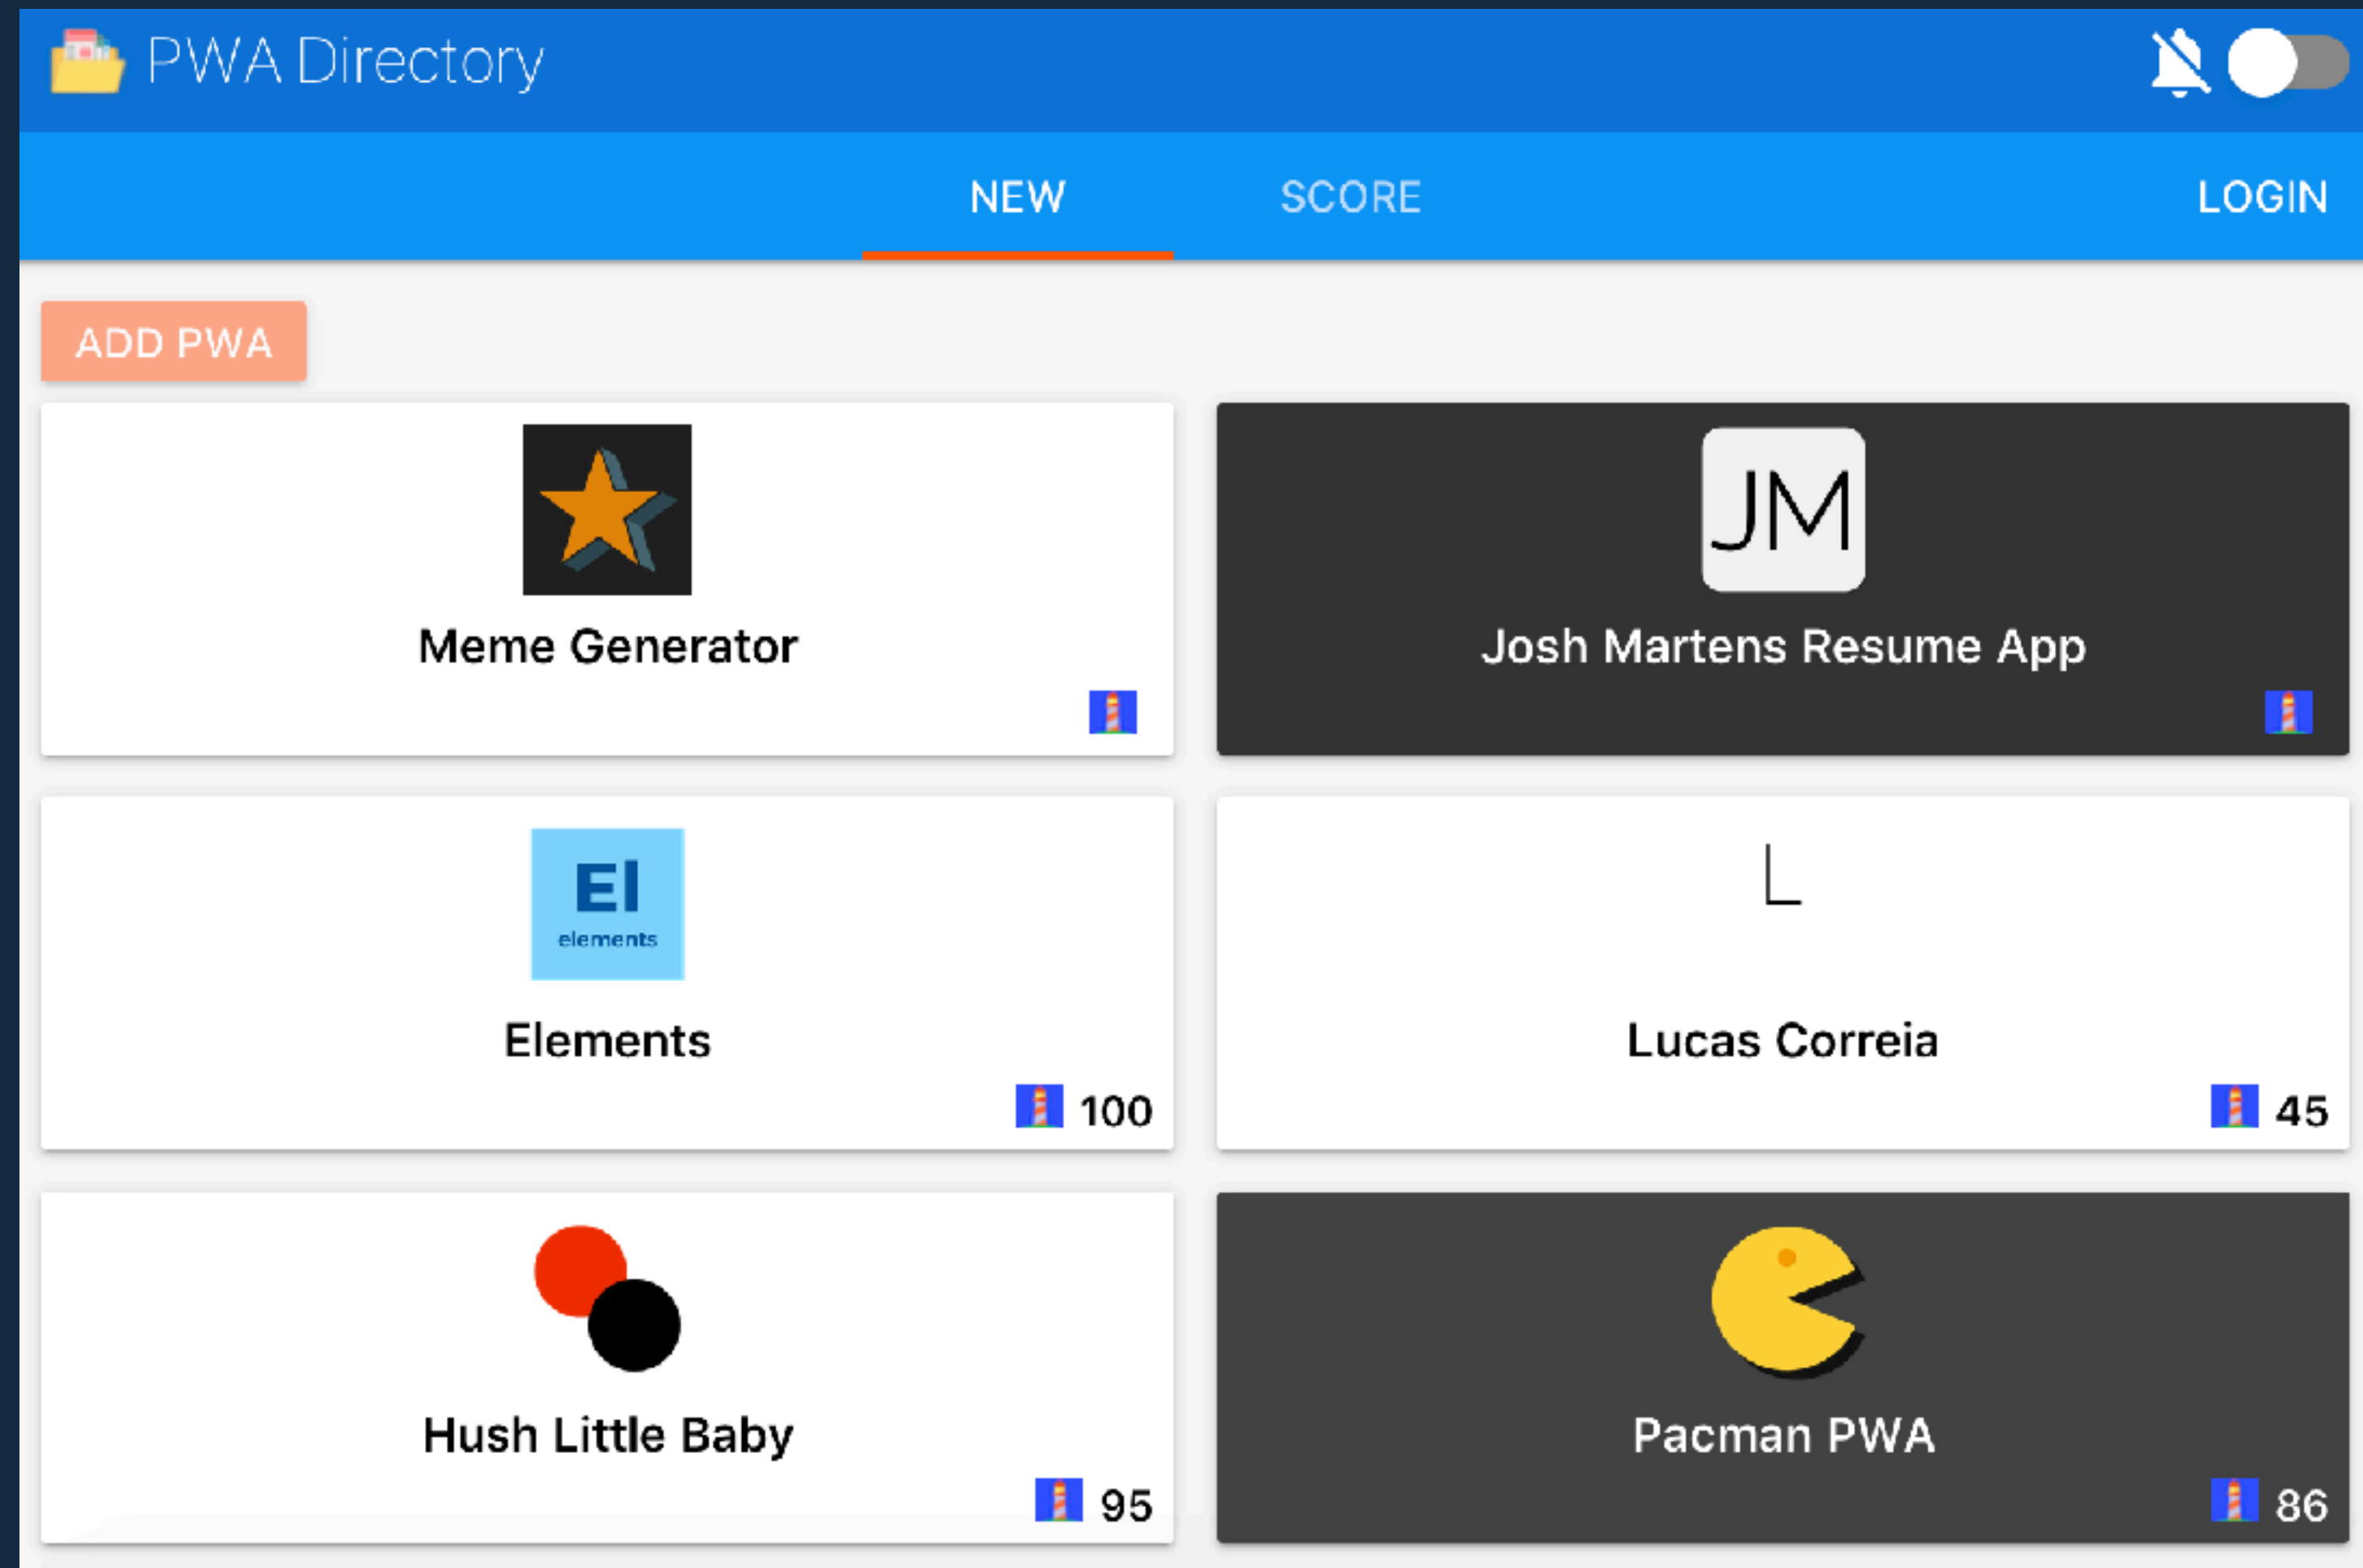 PWA Directory
NEW SCORE LOGIN
ADD PWA
Meme Generator
JM
Josh Martens Resume App
El
elements
Elements
100
L
Lucas Correia
45
Hush Little Baby
95
Pacman PWA
86